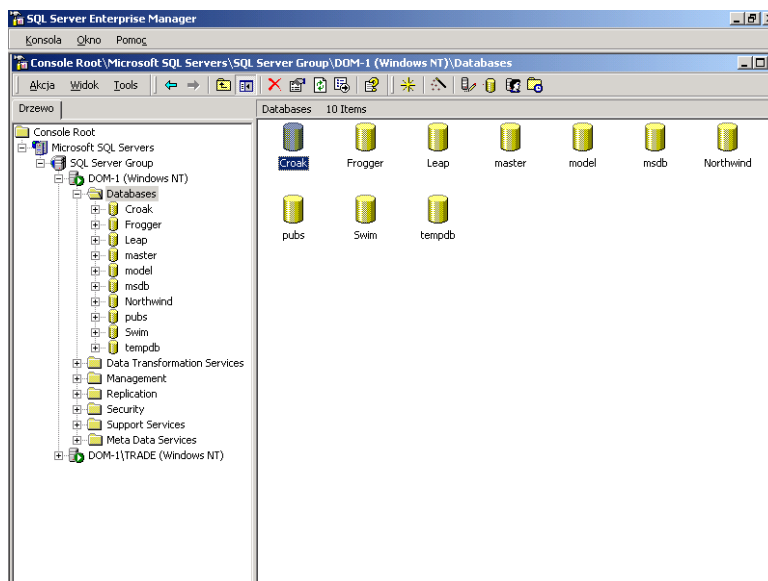 SQL Server Enterprise Manager
Konsola Okno Pomoc
Console Root\Microsoft SQL Servers\SQL Server Group\DOM-1 (Windows NT)\Databases
Akcja Widok Tools
Drzewo
Databases 10 Items
Console Root
Microsoft SQL Servers
SQL Server Group
DOM-1 (Windows NT)
Databases
Croak
Frogger
Leap
master
model
msdb
Northwind
pubs
Swim
tempdb
Data Transformation Services
Management
Replication
Security
Support Services
Meta Data Services
DOM-1\TRADE (Windows NT)
Croak Frogger Leap master model msdb Northwind
pubs Swim tempdb